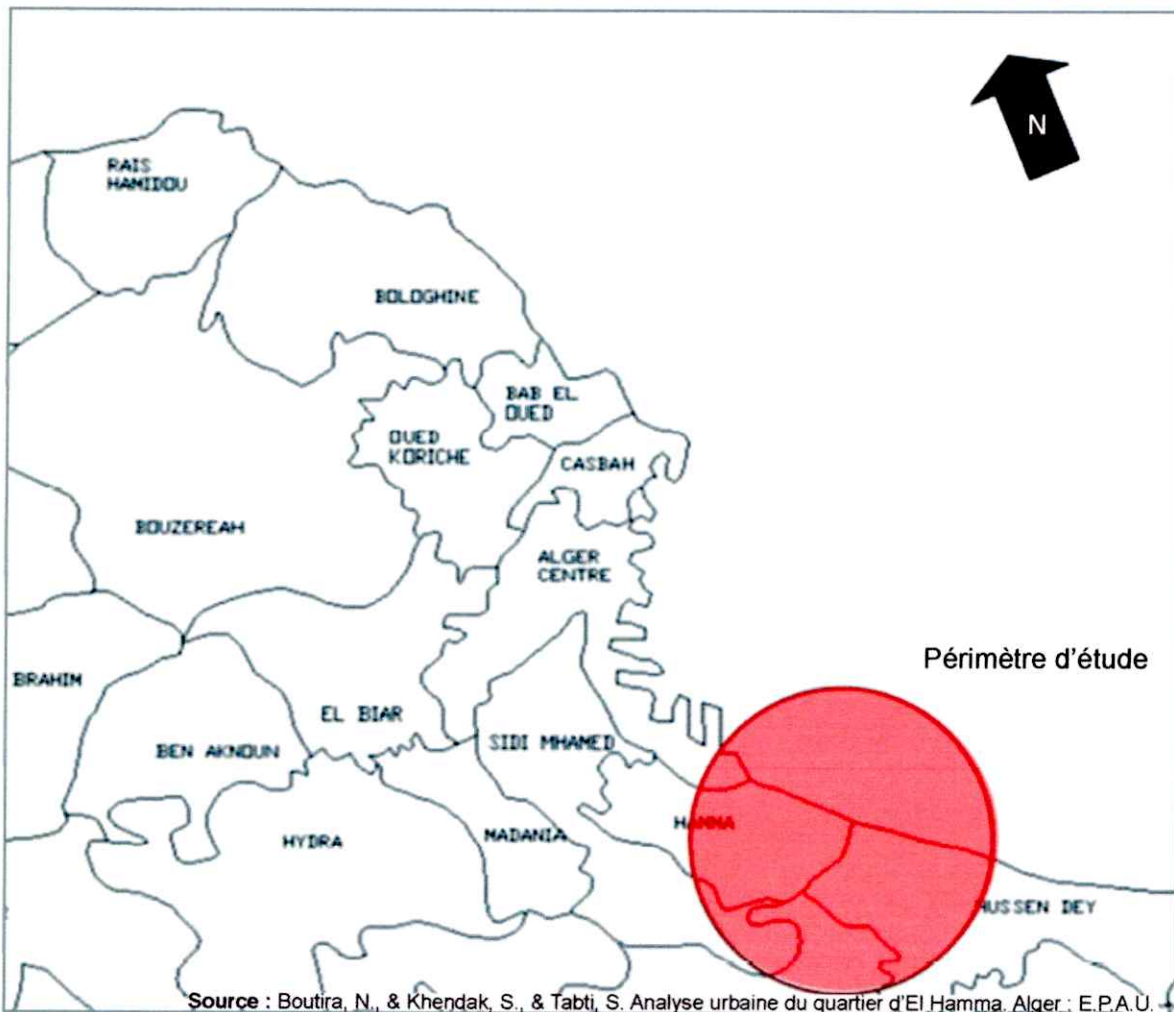 N
RAIS
HAMIDOU
BOLOGHINE
BAB EL
OUED
OUED
KORICHE
CASBAH
BOUZEREAH
ALGER
CENTRE
Périmètre d'étude
BRAHIM
EL BIAR
BEN AKNOUN
SIDI MHAMED
HAMMA
HYDRA
MADANIA
HUSSEN DEY
Source : Boutira, N., & Khendak, S., & Tabti, S. Analyse urbaine du quartier d'El Hamma. Alger : E.P.A.U.